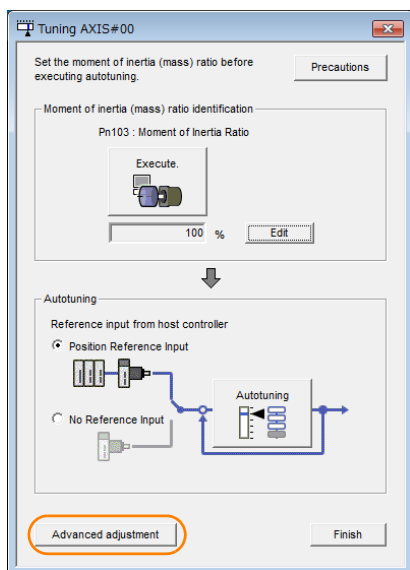 Tuning AXIS#00
Set the moment of inertia (mass) ratio before
executing autotuning.
Precautions
Moment of inertia (mass) ratio identification
Pn103 : Moment of Inertia Ratio
Execute.
100 %
Edit
Autotuning
Reference input from host controller
Position Reference Input
Autotuning
No Reference Input
Advanced adjustment
Finish